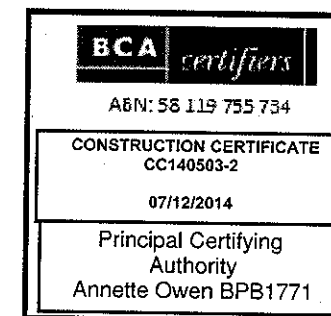 BCA certifiers
ABN: 58 119 755 734
CONSTRUCTION CERTIFICATE
CC140503-2
07/12/2014
Principal Certifying
Authority
Annette Owen BPB1771